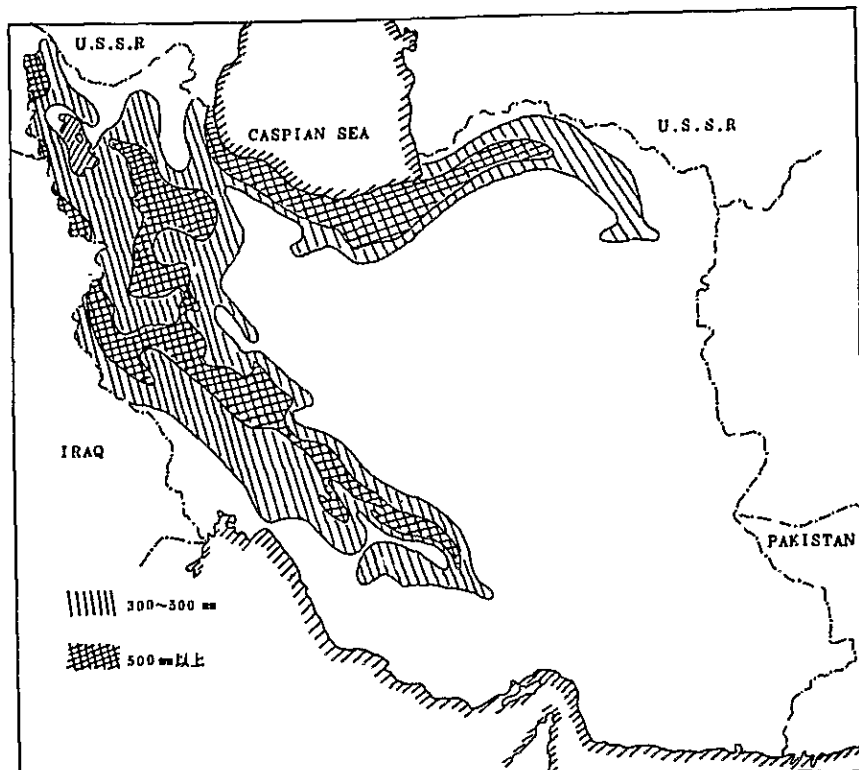 U.S.S.R
CASPIAN SEA
U.S.S.R
IRAQ
PAKISTAN
300~300 mm
500 mm以上